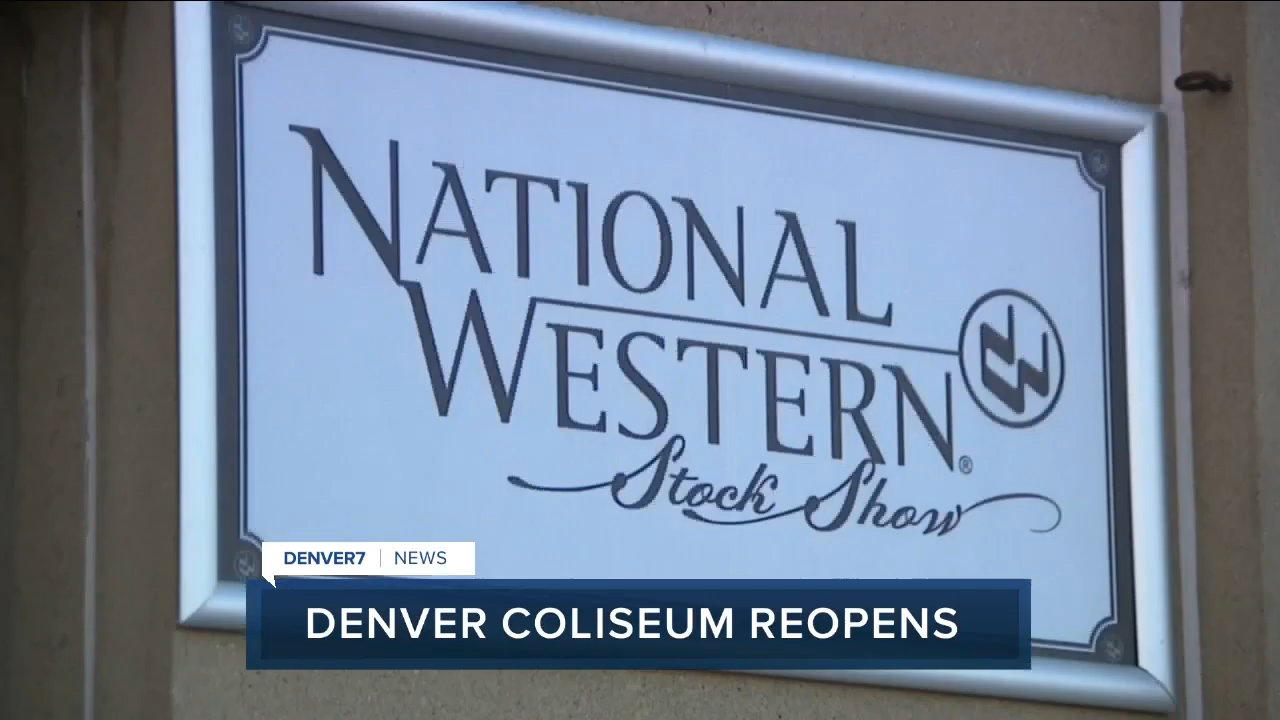 NATIONAL
WESTERN®
Stock Show
DENVER7 | NEWS
DENVER COLISEUM REOPENS